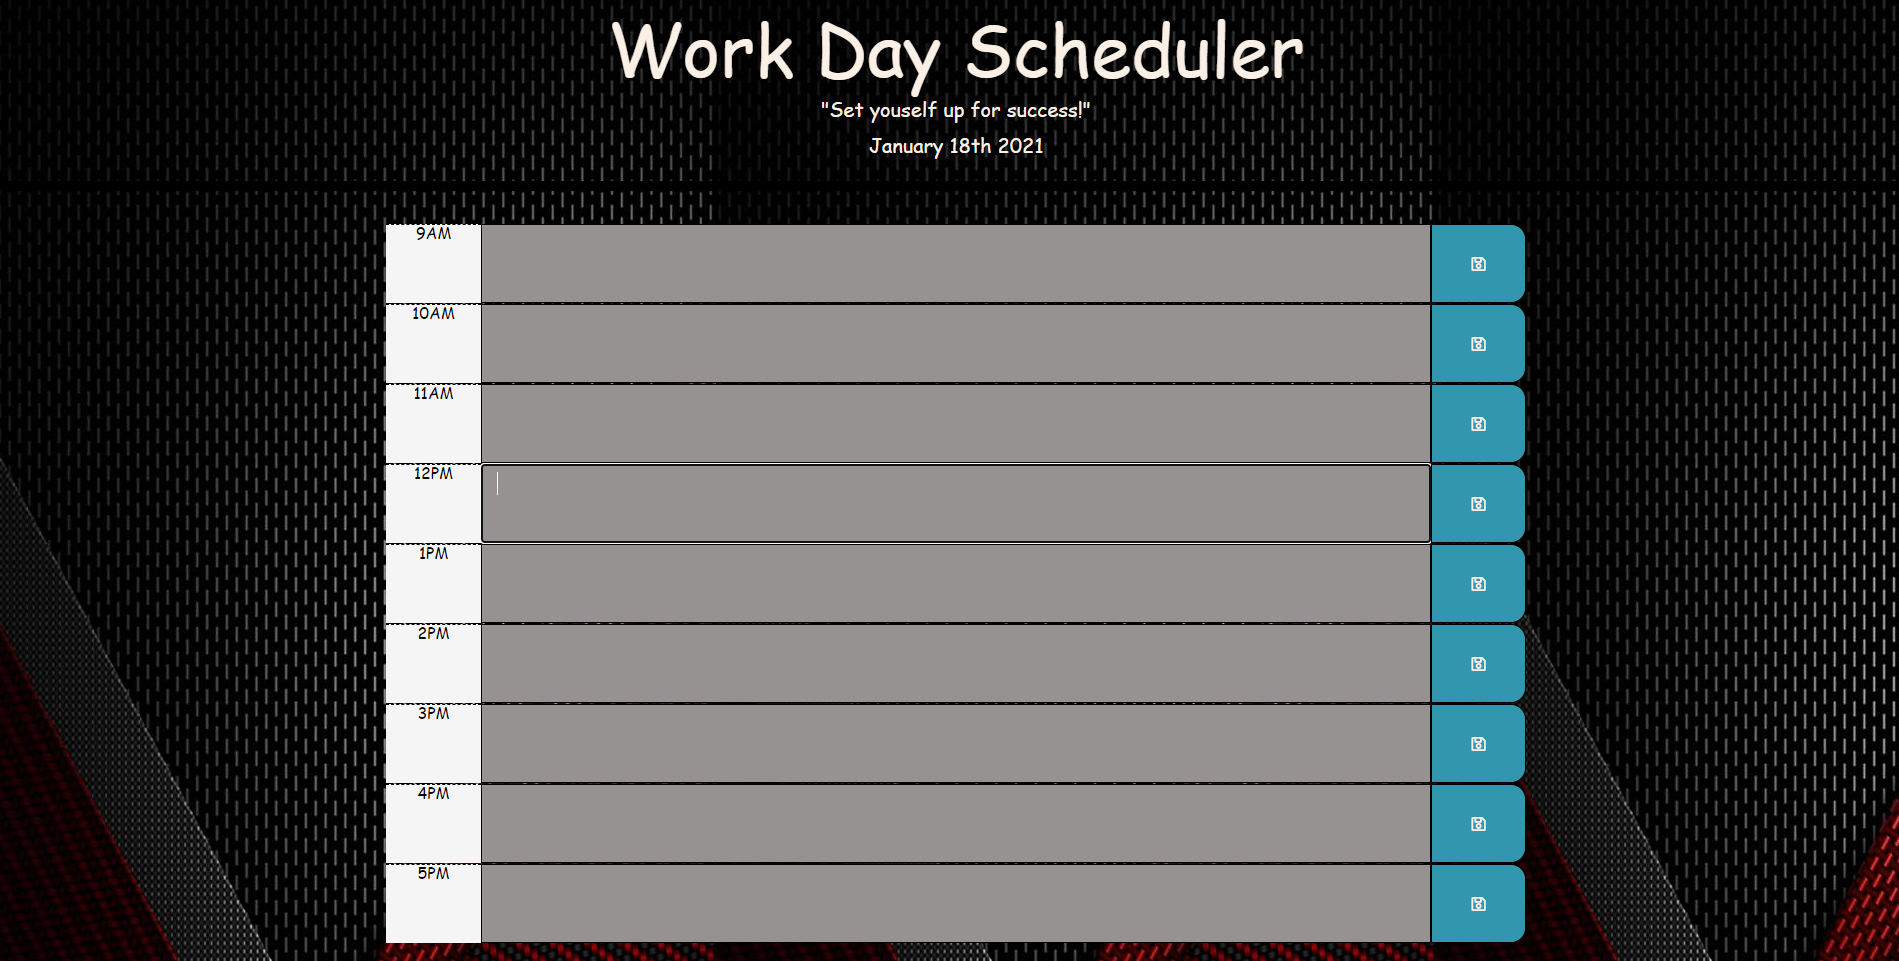 Work Day Scheduler
"Set youself up for success!"
January 18th 2021
9AM
10AM
11AM
12PM
1PM
2PM
3PM
4PM
5PM